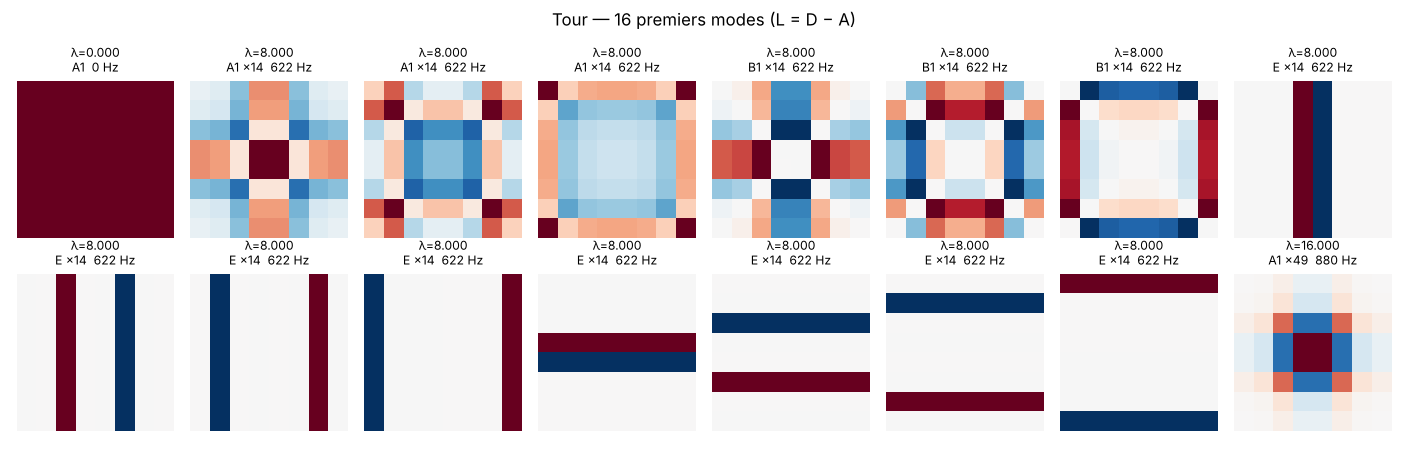 Tour — 16 premiers modes (L = D − A)
λ=0.000
A1  0 Hz
λ=8.000
A1 ×14  622 Hz
λ=8.000
A1 ×14  622 Hz
λ=8.000
A1 ×14  622 Hz
λ=8.000
B1 ×14  622 Hz
λ=8.000
B1 ×14  622 Hz
λ=8.000
B1 ×14  622 Hz
λ=8.000
E ×14  622 Hz
λ=8.000
E ×14  622 Hz
λ=8.000
E ×14  622 Hz
λ=8.000
E ×14  622 Hz
λ=8.000
E ×14  622 Hz
λ=8.000
E ×14  622 Hz
λ=8.000
E ×14  622 Hz
λ=8.000
E ×14  622 Hz
λ=16.000
A1 ×49  880 Hz